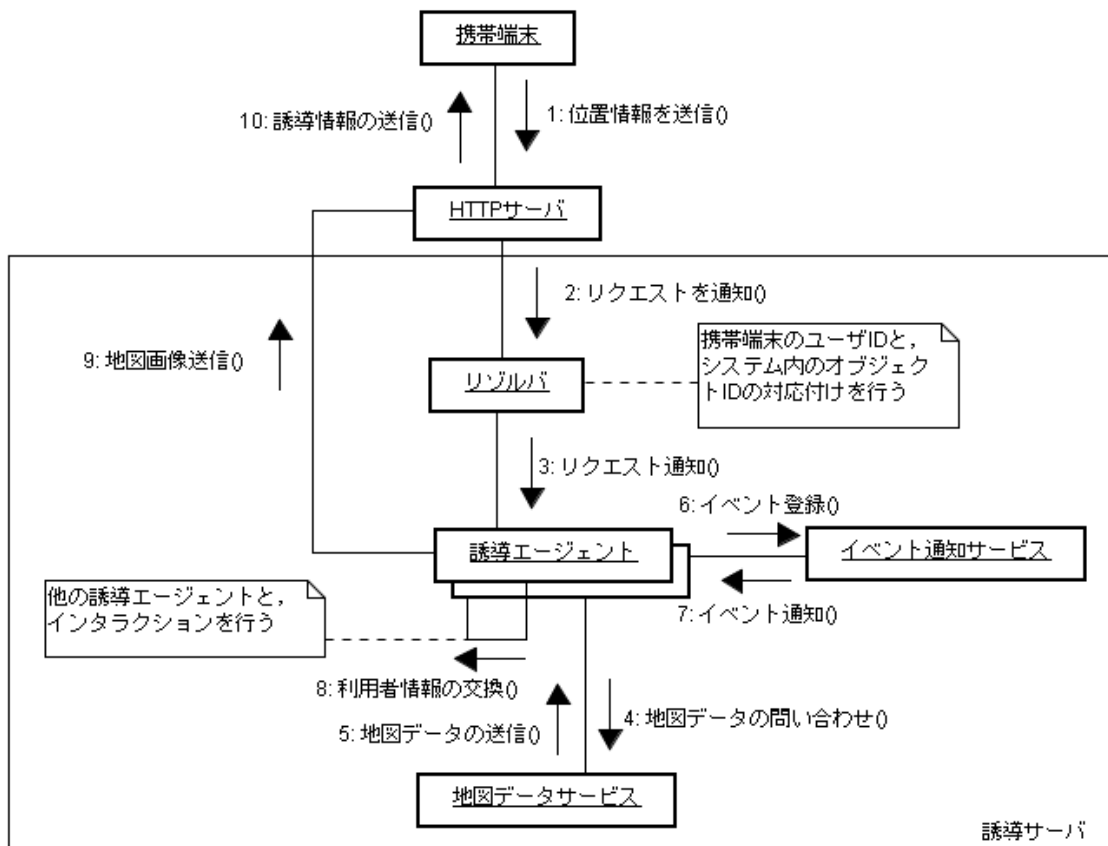 携帯端末
10: 誘導情報の送信()
1: 位置情報を送信()
HTTPサーバ
2: リクエストを通知()
9: 地図画像送信()
携帯端末のユーザIDと,
システム内のオブジェク
トIDの対応付けを行う
リゾルバ
3: リクエスト通知()
6: イベント登録()
誘導エージェント
イベント通知サービス
他の誘導エージェントと,
インタラクションを行う
7: イベント通知()
8: 利用者情報の交換()
5: 地図データの送信()
4: 地図データの問い合わせ()
地図データサービス
誘導サーバ